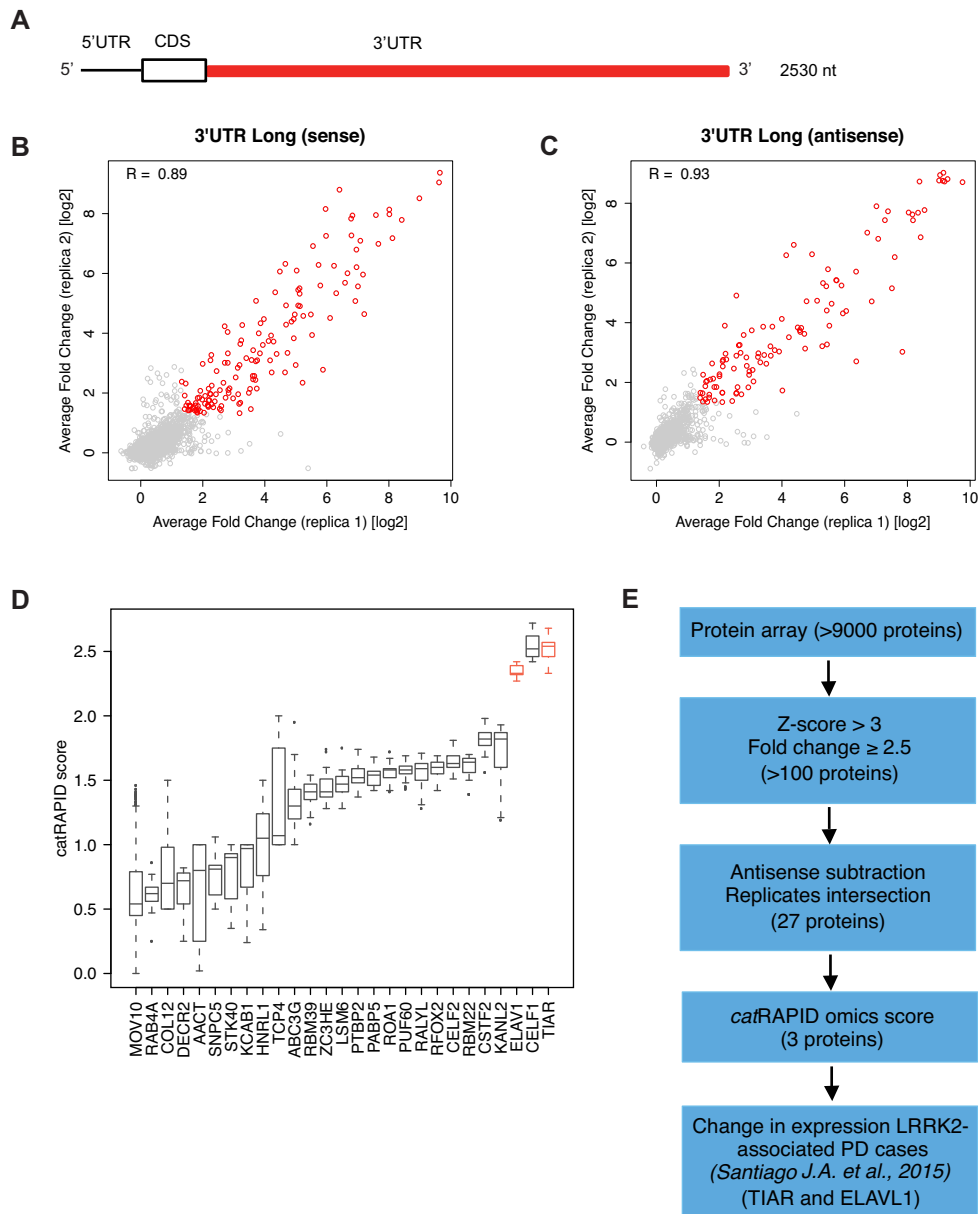 A
5'UTR CDS 3'UTR
5' 3' 2530 nt
B
3'UTR Long (sense)
R = 0.89
Average Fold Change (replica 2) [log2]
8
6
4
2
0
0 2 4 6 8 10
Average Fold Change (replica 1) [log2]
C
3'UTR Long (antisense)
R = 0.93
Average Fold Change (replica 2) [log2]
8
6
4
2
0
0 2 4 6 8 10
Average Fold Change (replica 1) [log2]
D
catRAPID score
2.5
2.0
1.5
1.0
0.5
0.0
MOV10
RAB4A
COL12
DECR2
AACT
SNPC5
STK40
KCAB1
HNRL1
TCP4
ABC3G
RBM39
ZC3HE
LSM6
PTBP2
PABP5
ROA1
PUF60
RALYL
RFOX2
CELF2
RBM22
CSTF2
KANL2
ELAV1
CELF1
TIAR
E
Protein array (>9000 proteins)
Z-score > 3
Fold change ≥ 2.5
(>100 proteins)
Antisense subtraction
Replicates intersection
(27 proteins)
catRAPID omics score
(3 proteins)
Change in expression LRRK2-
associated PD cases
(Santiago J.A. et al., 2015)
(TIAR and ELAVL1)